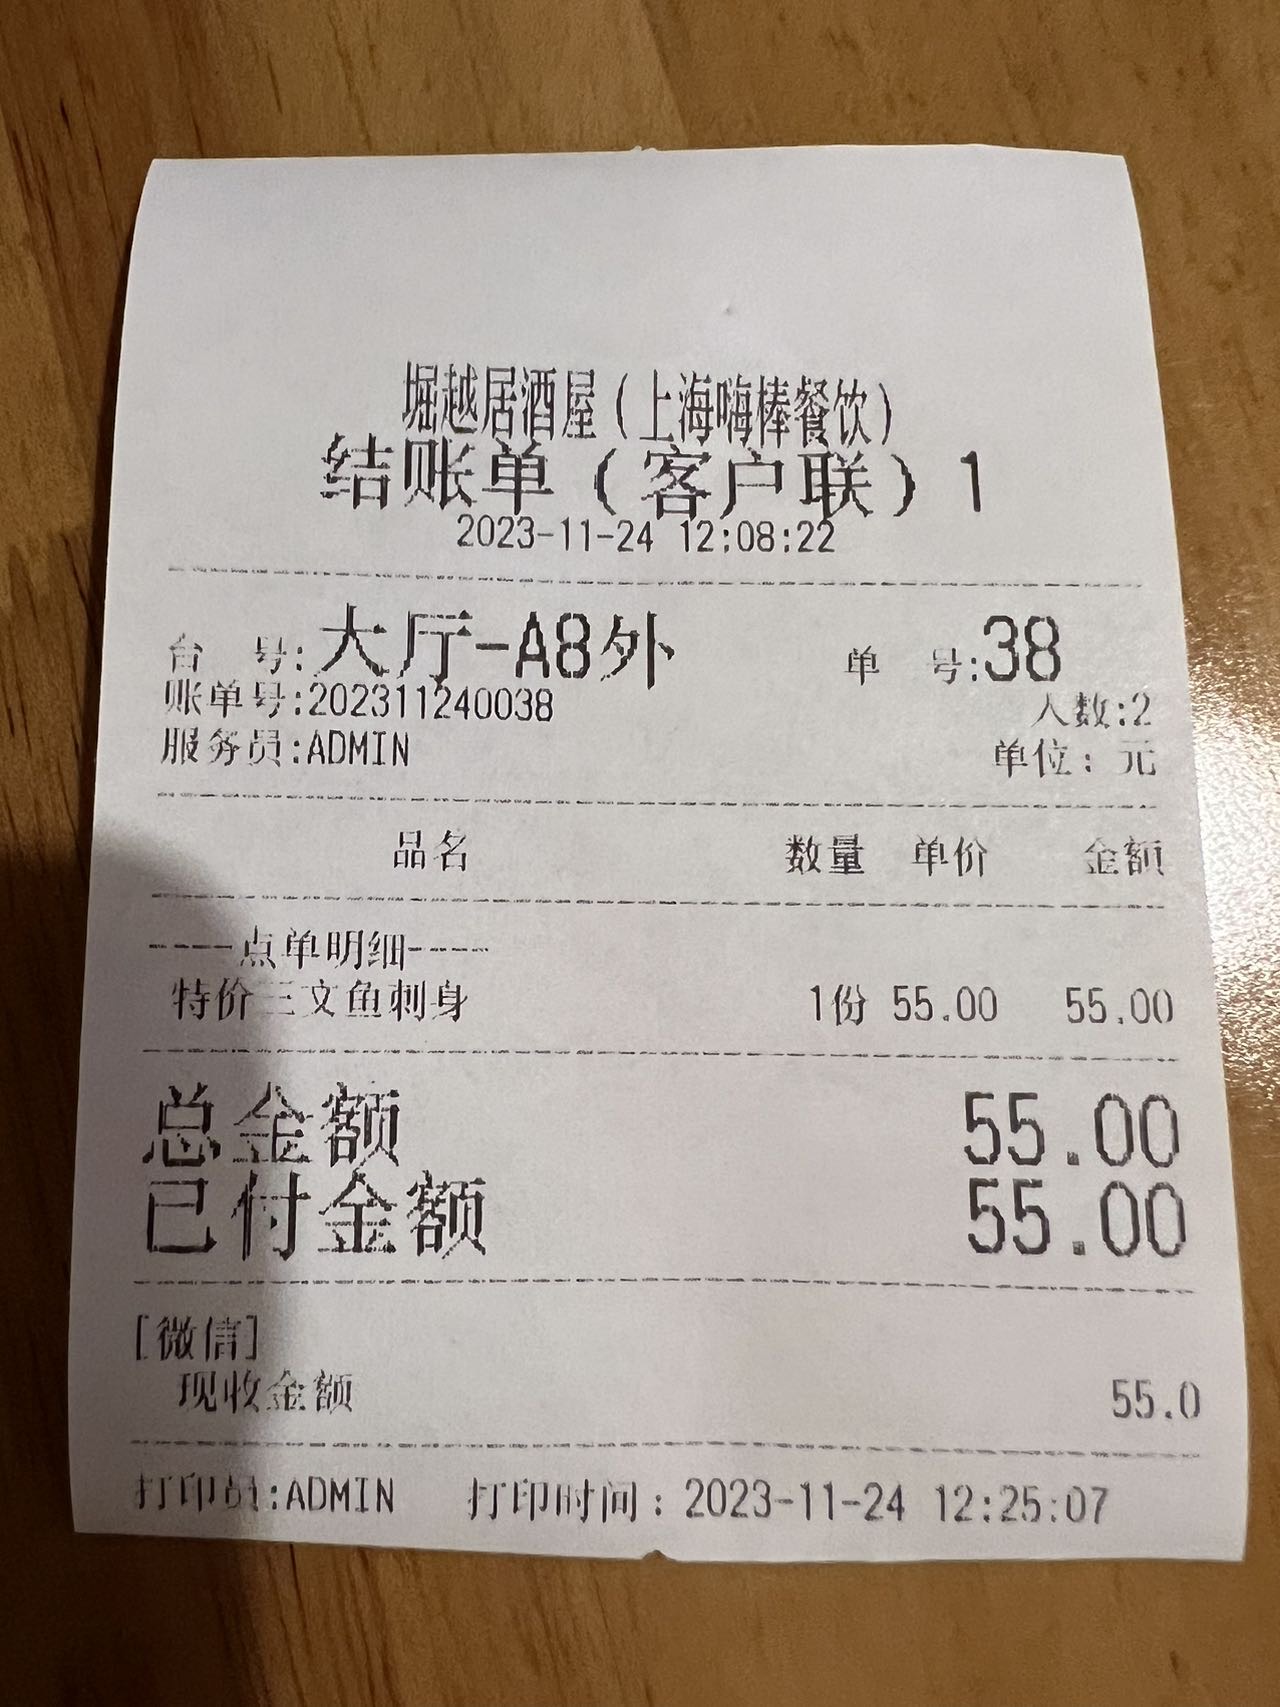 堀越居酒屋(上海嗨棒餐饮)
结账单(客户联)1
2023-11-24 12:08:22
台 号:大厅-A8外 单 号:38
账单号:202311240038 人数:2
服务员:ADMIN 单位: 元
品名 数量 单价 金额
----点单明细----
特价三文鱼刺身 1份 55.00 55.00
总金额 55.00
已付金额 55.00
[微信]
现收金额 55.0
打印员:ADMIN 打印时间: 2023-11-24 12:25:07